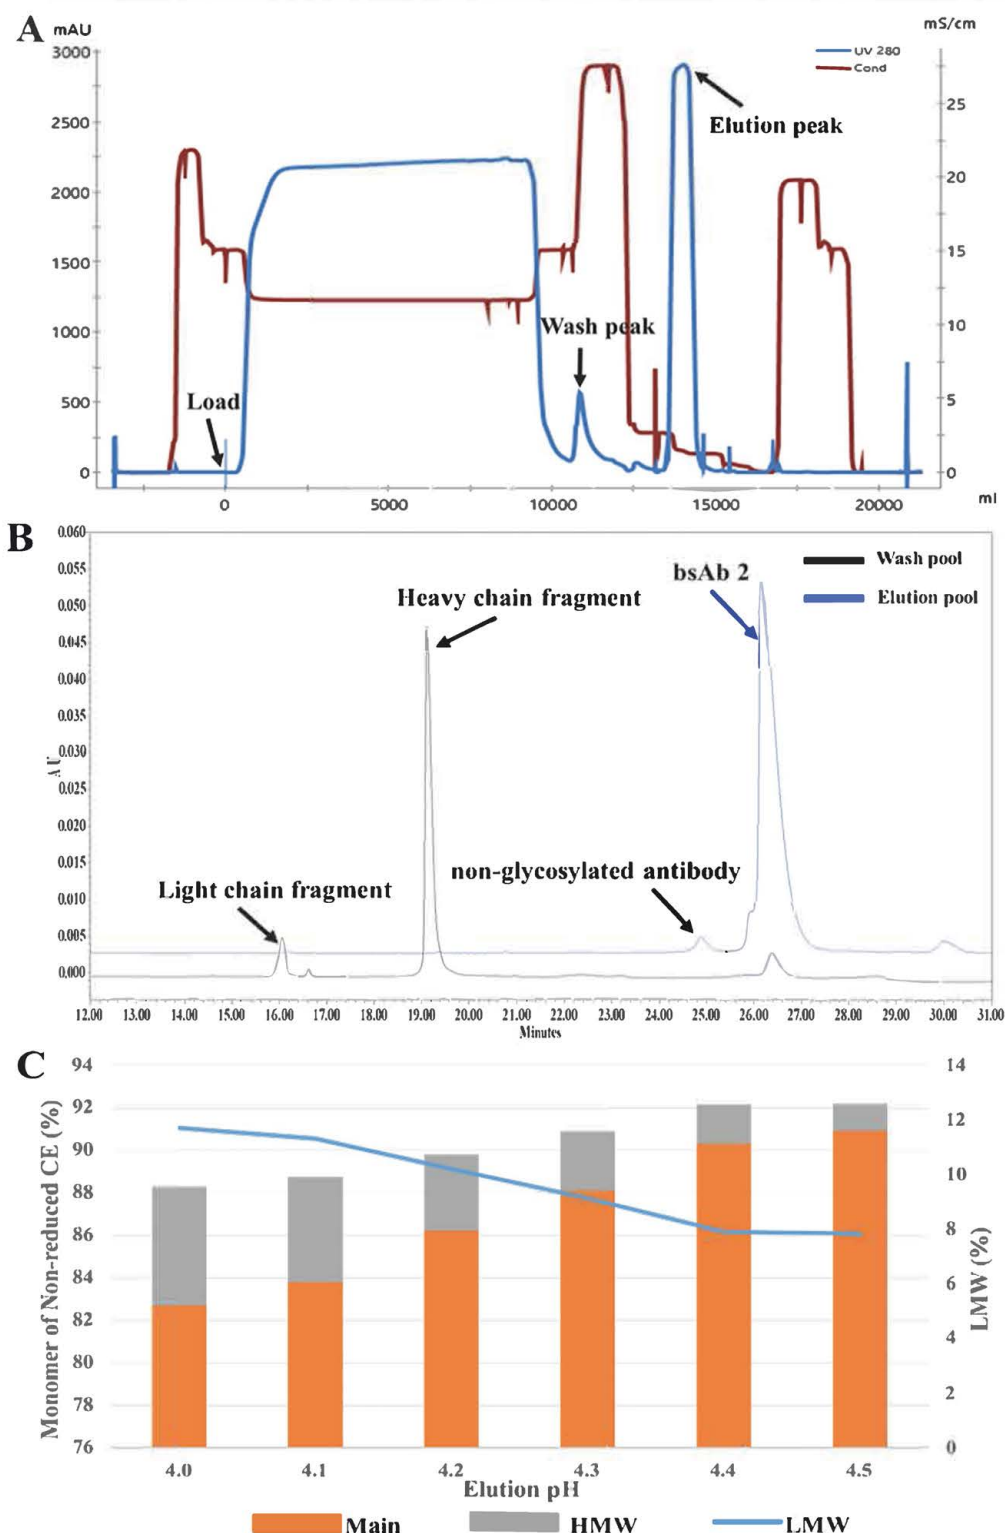 A
mAU
mS/cm
3000
2500
2000
1500
1000
500
0
UV 280
Cond
25
20
15
10
5
0
Elution peak
Wash peak
Load
0
5000
10000
15000
20000
ml
B
0.060
0.055
0.050
0.045
0.040
0.035
0.030
0.025
0.020
0.015
0.010
0.005
0.000
AU
Wash pool
Elution pool
bsAb 2
Heavy chain fragment
non-glycosylated antibody
Light chain fragment
12.00 13.00 14.00 15.00 16.00 17.00 18.00 19.00 20.00 21.00 22.00 23.00 24.00 25.00 26.00 27.00 28.00 29.00 30.00 31.00
Minutes
C
94
92
90
88
86
84
82
80
78
76
Monomer of Non-reduced CE (%)
14
12
10
8
6
4
2
0
LMW (%)
4.0 4.1 4.2 4.3 4.4 4.5
Elution pH
Main HMW LMW